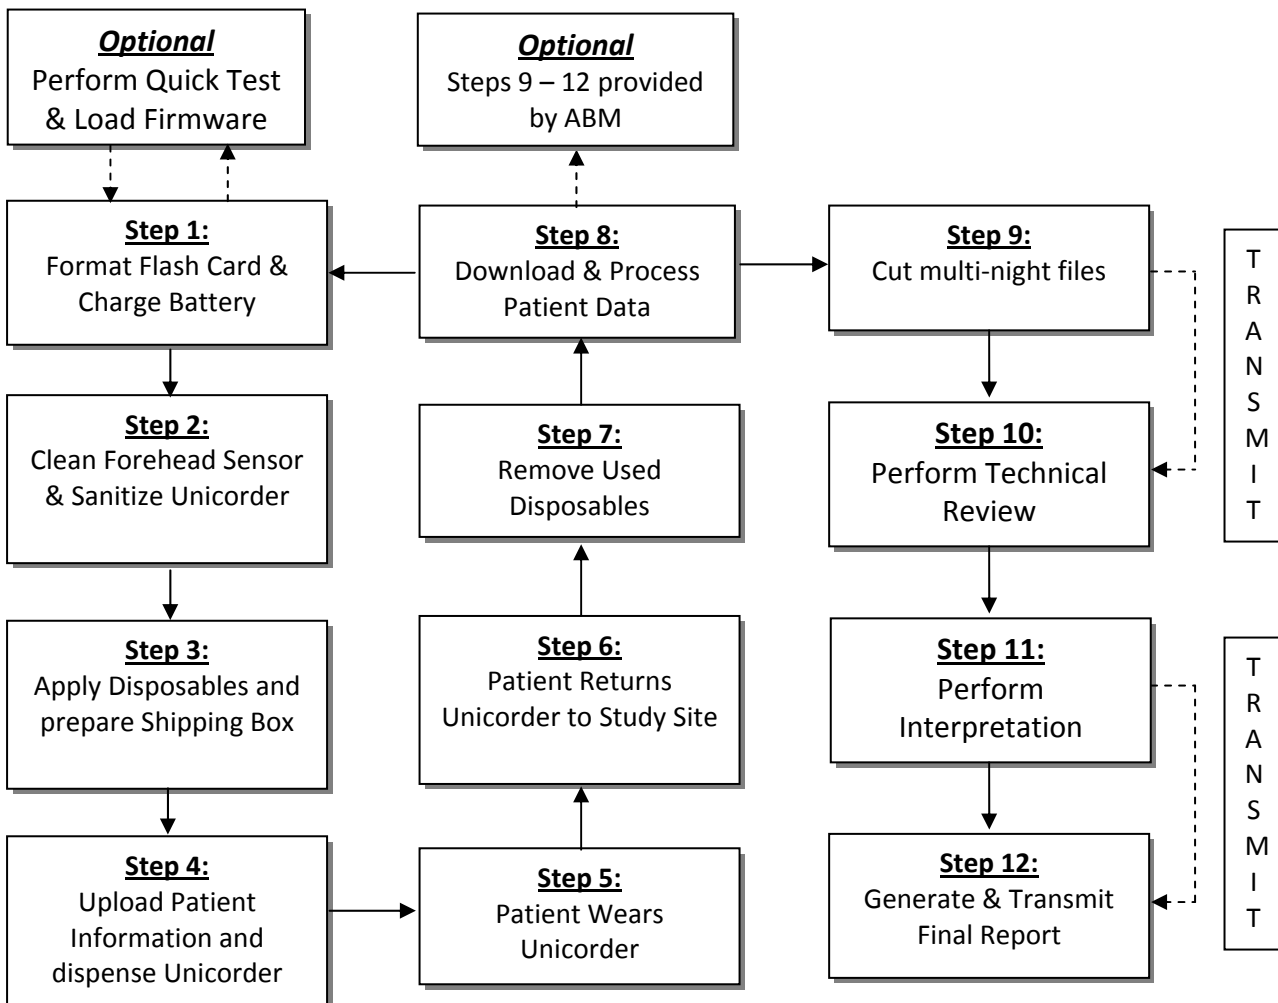 Optional
Perform Quick Test
& Load Firmware
Optional
Steps 9 – 12 provided
by ABM
Step 1:
Format Flash Card &
Charge Battery
Step 8:
Download & Process
Patient Data
Step 9:
Cut multi-night files
T
R
A
N
S
M
I
T
Step 2:
Clean Forehead Sensor
& Sanitize Unicorder
Step 7:
Remove Used
Disposables
Step 10:
Perform Technical
Review
Step 3:
Apply Disposables and
prepare Shipping Box
Step 6:
Patient Returns
Unicorder to Study Site
Step 11:
Perform
Interpretation
T
R
A
N
S
M
I
T
Step 4:
Upload Patient
Information and
dispense Unicorder
Step 5:
Patient Wears
Unicorder
Step 12:
Generate & Transmit
Final Report